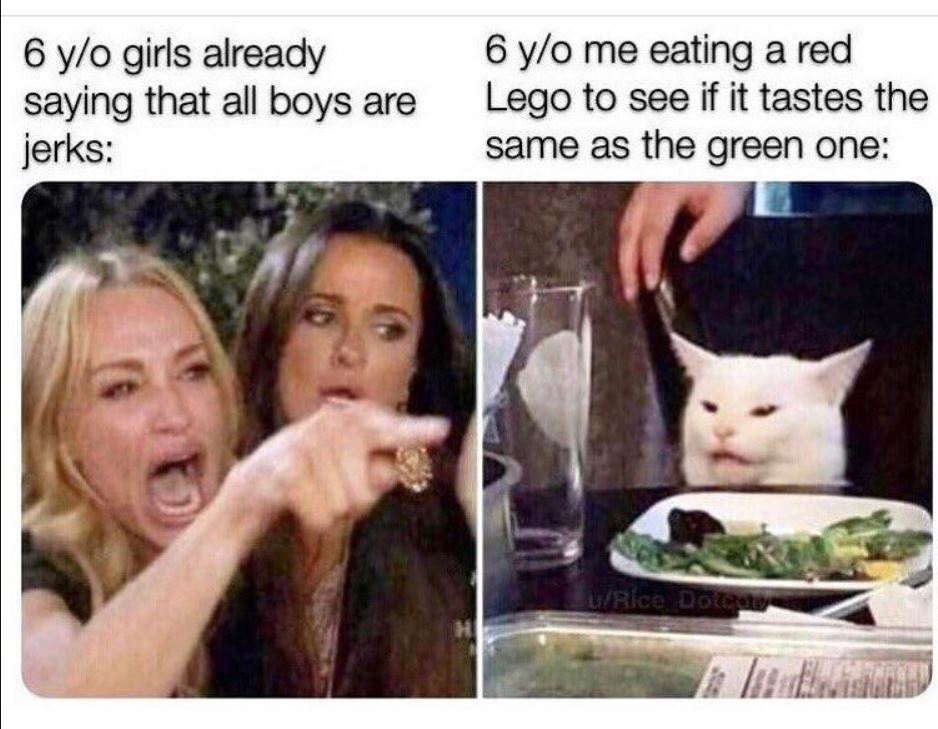 6 y/o girls already
saying that all boys are
jerks:
6 y/o me eating a red
Lego to see if it tastes the
same as the green one:
u/Rice_Dotcom